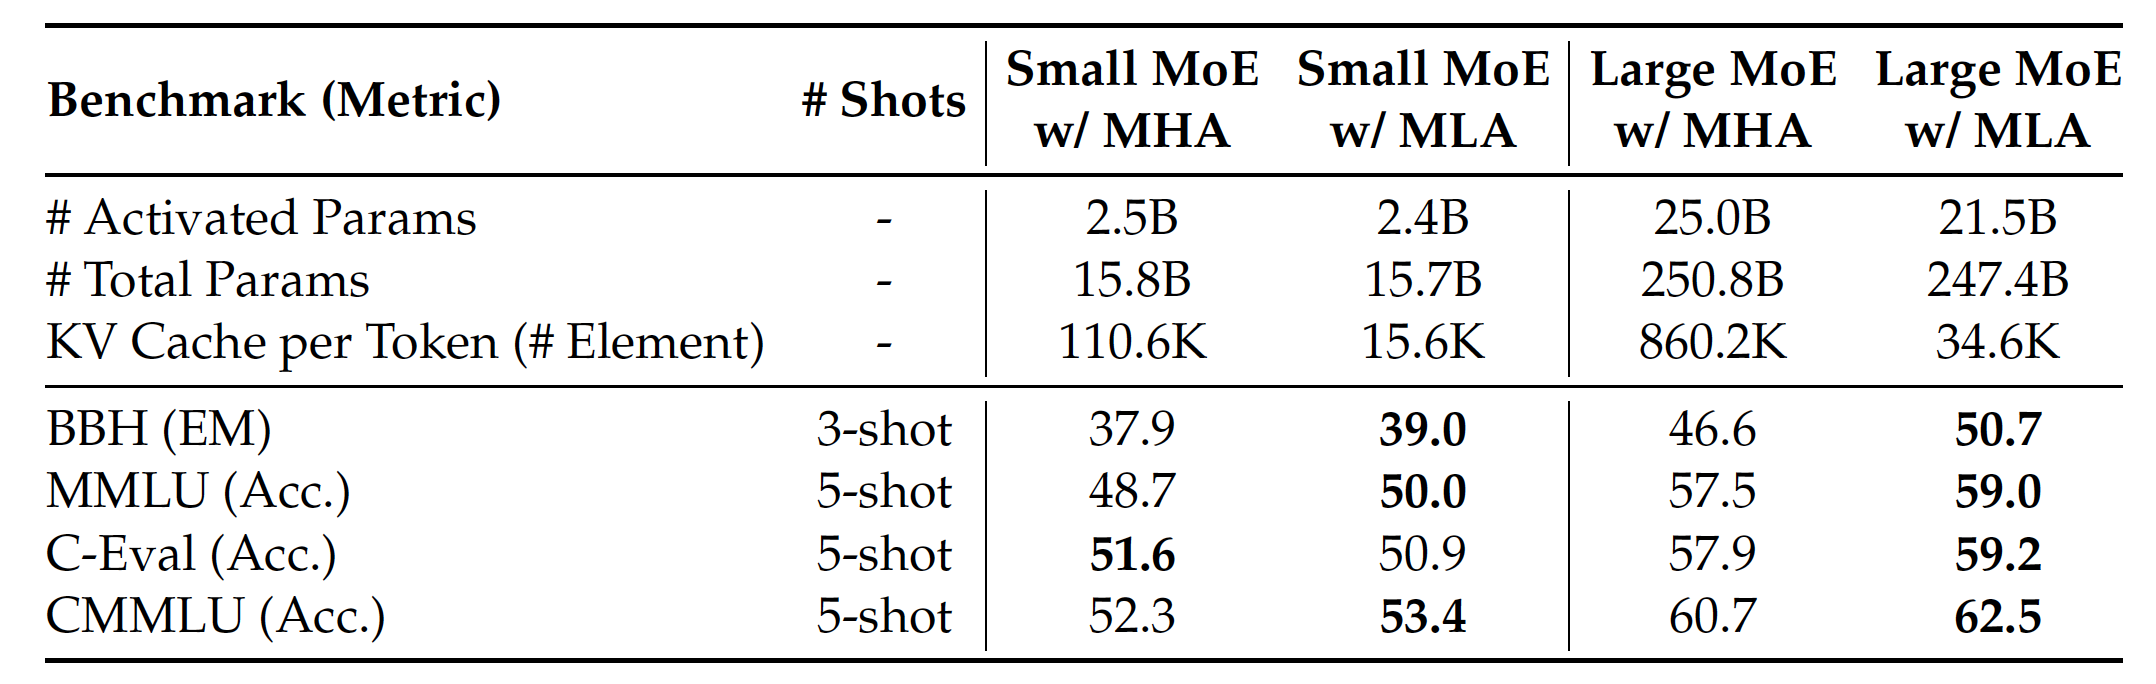 Benchmark (Metric) # Shots Small MoE w/ MHA Small MoE w/ MLA Large MoE w/ MHA Large MoE w/ MLA
# Activated Params - 2.5B 2.4B 25.0B 21.5B
# Total Params - 15.8B 15.7B 250.8B 247.4B
KV Cache per Token (# Element) - 110.6K 15.6K 860.2K 34.6K
BBH (EM) 3-shot 37.9 39.0 46.6 50.7
MMLU (Acc.) 5-shot 48.7 50.0 57.5 59.0
C-Eval (Acc.) 5-shot 51.6 50.9 57.9 59.2
CMMLU (Acc.) 5-shot 52.3 53.4 60.7 62.5